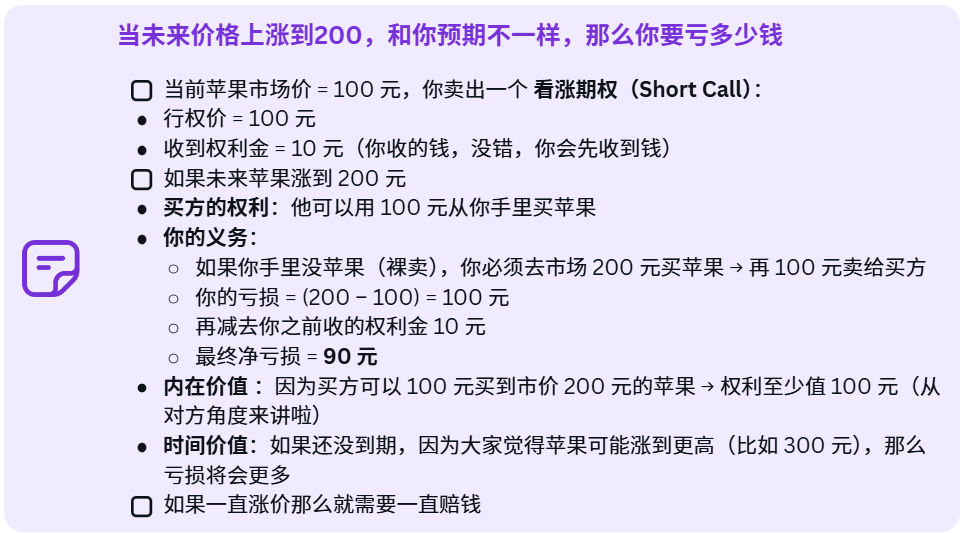 当未来价格上涨到200，和你预期不一样，那么你要亏多少钱
当前苹果市场价 = 100 元，你卖出一个 看涨期权（Short Call）：
行权价 = 100 元
收到权利金 = 10 元（你收的钱，没错，你会先收到钱）
如果未来苹果涨到 200 元
买方的权利：他可以用 100 元从你手里买苹果
你的义务：
如果你手里没苹果（裸卖），你必须去市场 200 元买苹果 → 再 100 元卖给买方
你的亏损 = (200 − 100) = 100 元
再减去你之前收的权利金 10 元
最终净亏损 = 90 元
内在价值 ：因为买方可以 100 元买到市价 200 元的苹果 → 权利至少值 100 元（从
对方角度来讲啦）
时间价值：如果还没到期，因为大家觉得苹果可能涨到更高（比如 300 元），那么
亏损将会更多
如果一直涨价那么就需要一直赔钱